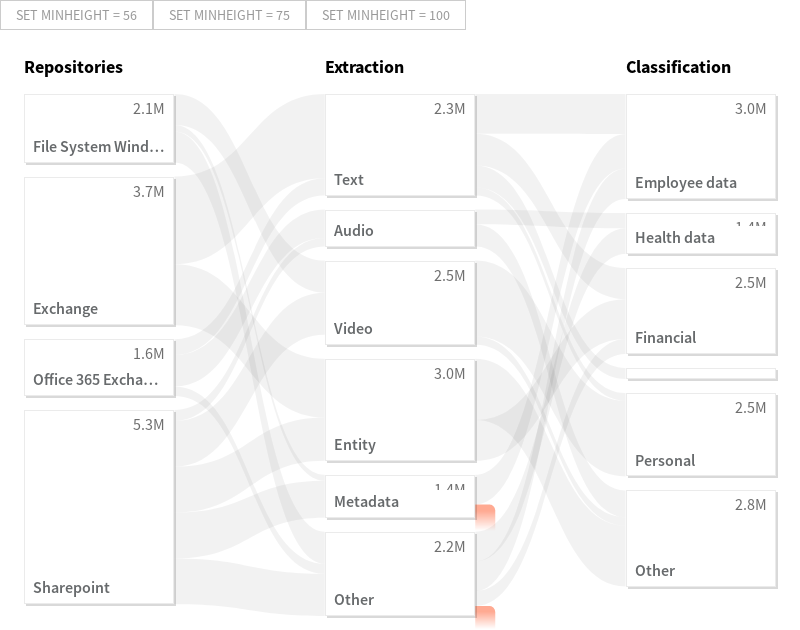 SET MINHEIGHT = 56 SET MINHEIGHT = 75 SET MINHEIGHT = 100
Repositories
2.1M
File System Wind…
3.7M
Exchange
1.6M
Office 365 Excha…
5.3M
Sharepoint
Extraction
2.3M
Text
Audio
2.5M
Video
3.0M
Entity
1.4M
Metadata
2.2M
Other
Classification
3.0M
Employee data
1.4M
Health data
2.5M
Financial
2.5M
Personal
2.8M
Other